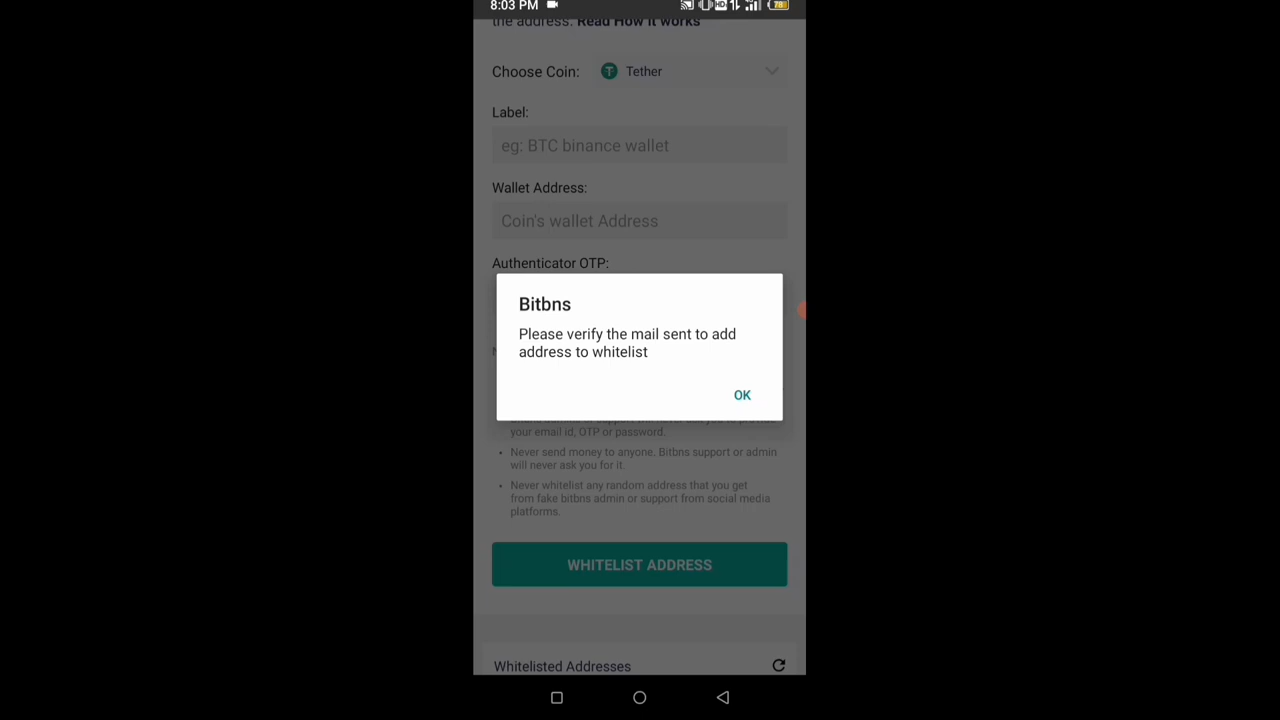 8:03 PM
78
the address. Read How it works
Choose Coin:
Tether
Label:
eg: BTC binance wallet
Wallet Address:
Coin's wallet Address
Authenticator OTP:
Bitbns
Please verify the mail sent to add
address to whitelist
OK
your email id, OTP or password.
Never send money to anyone. Bitbns support or admin
will never ask you for it.
Never whitelist any random address that you get
from fake bitbns admin or support from social media
platforms.
WHITELIST ADDRESS
Whitelisted Addresses